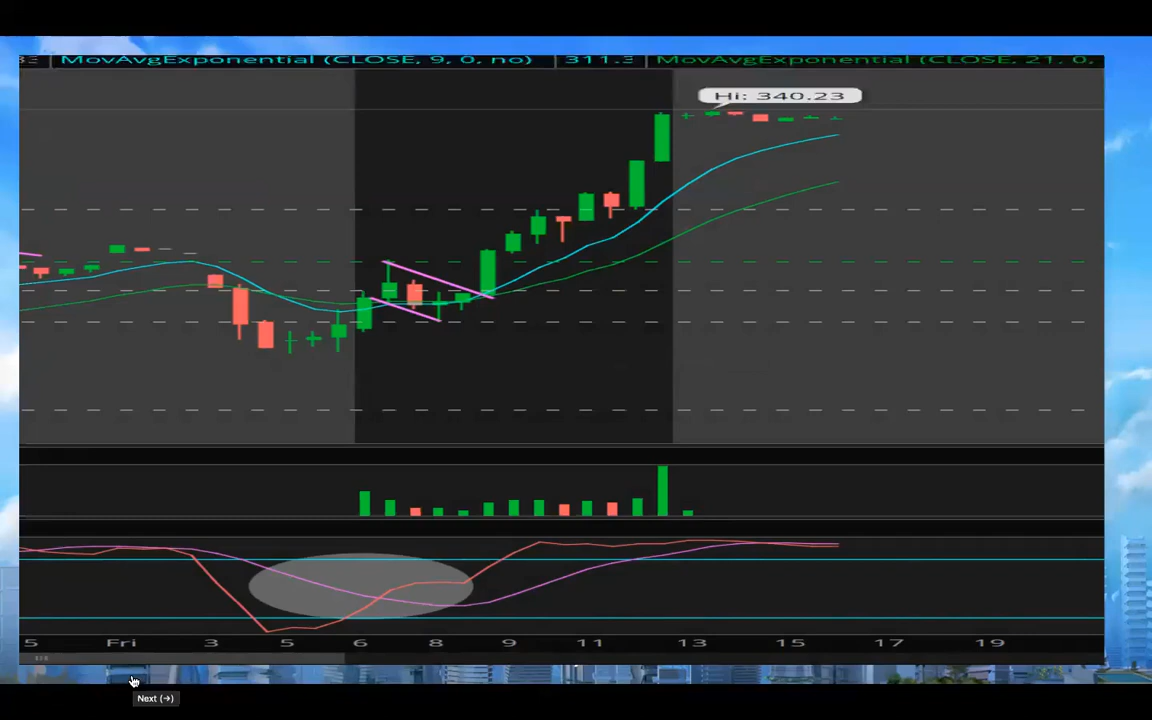 MovAvgExponential (CLOSE, 9, 0, no) 311.3 MovAvgExponential (CLOSE, 21, 0,
Hi: 340.23
5 Fri 3 5 6 8 9 11 13 15 17 19
Next (→)